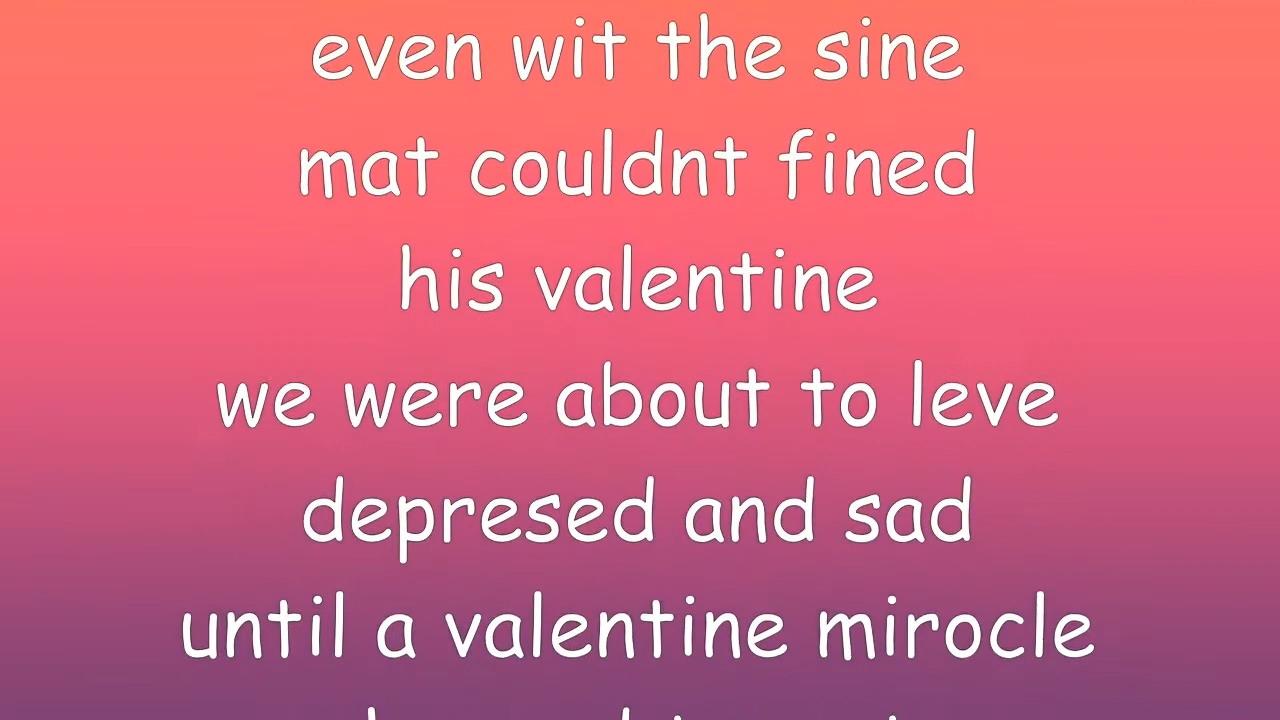 even wit the sine
mat couldnt fined
his valentine
we were about to leve
depresed and sad
until a valentine mirocle